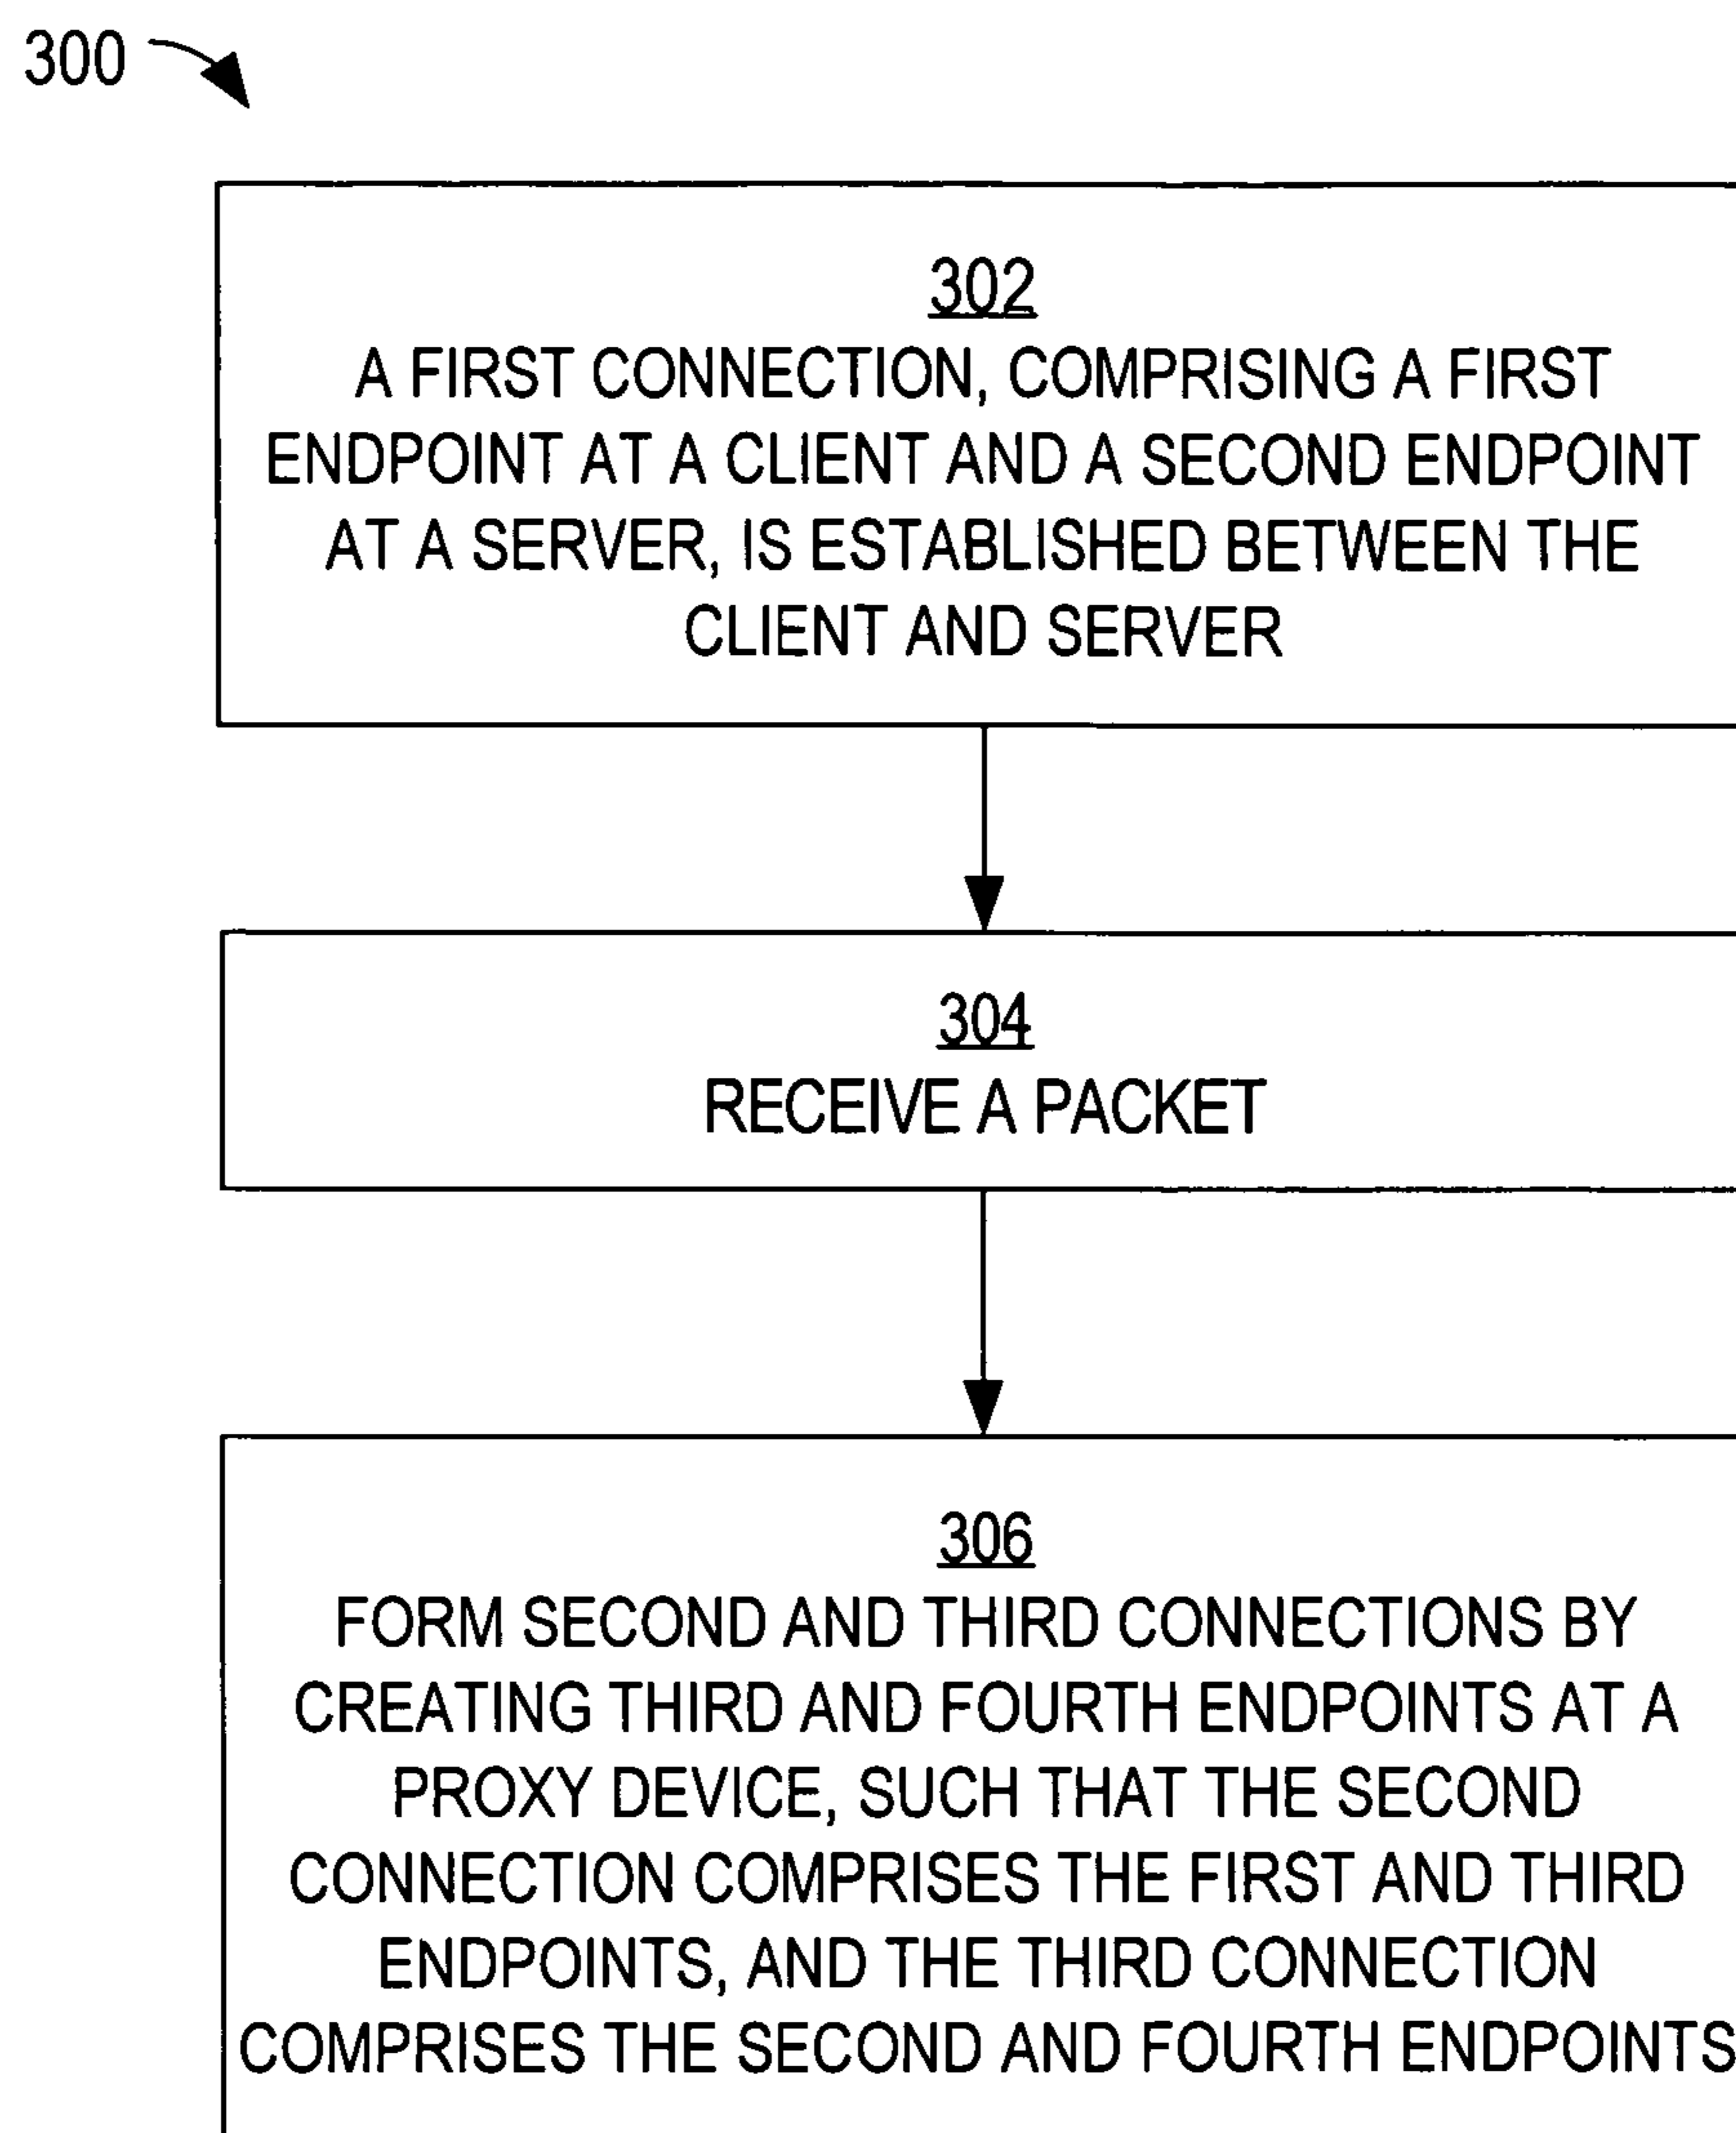 300
302
A FIRST CONNECTION, COMPRISING A FIRST
ENDPOINT AT A CLIENT AND A SECOND ENDPOINT
AT A SERVER, IS ESTABLISHED BETWEEN THE
CLIENT AND SERVER
304
RECEIVE A PACKET
306
FORM SECOND AND THIRD CONNECTIONS BY
CREATING THIRD AND FOURTH ENDPOINTS AT A
PROXY DEVICE, SUCH THAT THE SECOND
CONNECTION COMPRISES THE FIRST AND THIRD
ENDPOINTS, AND THE THIRD CONNECTION
COMPRISES THE SECOND AND FOURTH ENDPOINTS